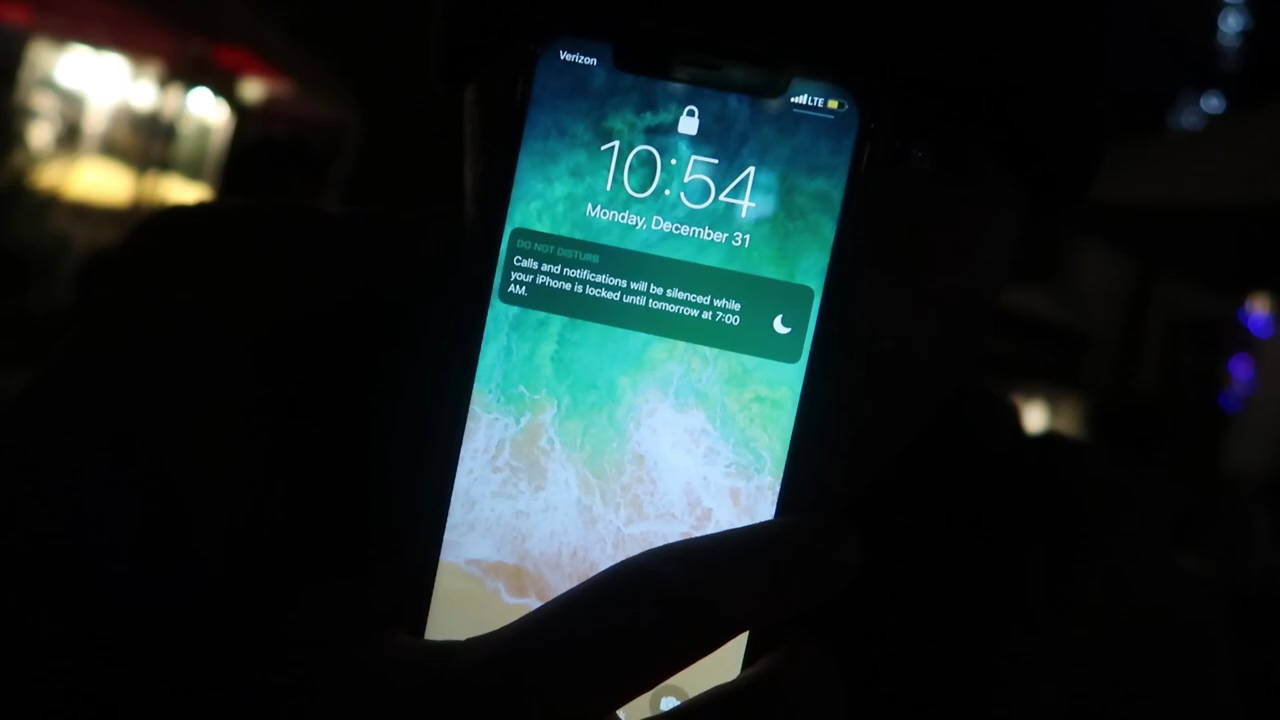 Verizon
LTE
10:54
Monday, December 31
DO NOT DISTURB
Calls and notifications will be silenced while
your iPhone is locked until tomorrow at 7:00
AM.